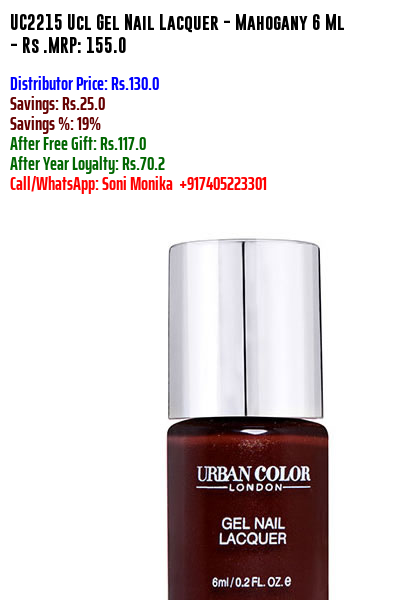 UC2215 Ucl Gel Nail Lacquer - Mahogany 6 Ml
- Rs .MRP: 155.0
Distributor Price: Rs.130.0
Savings: Rs.25.0
Savings %: 19%
After Free Gift: Rs.117.0
After Year Loyalty: Rs.70.2
Call/WhatsApp: Soni Monika +917405223301
URBAN COLOR
LONDON
GEL NAIL
LACQUER
6ml/0.2 FL. OZ. e